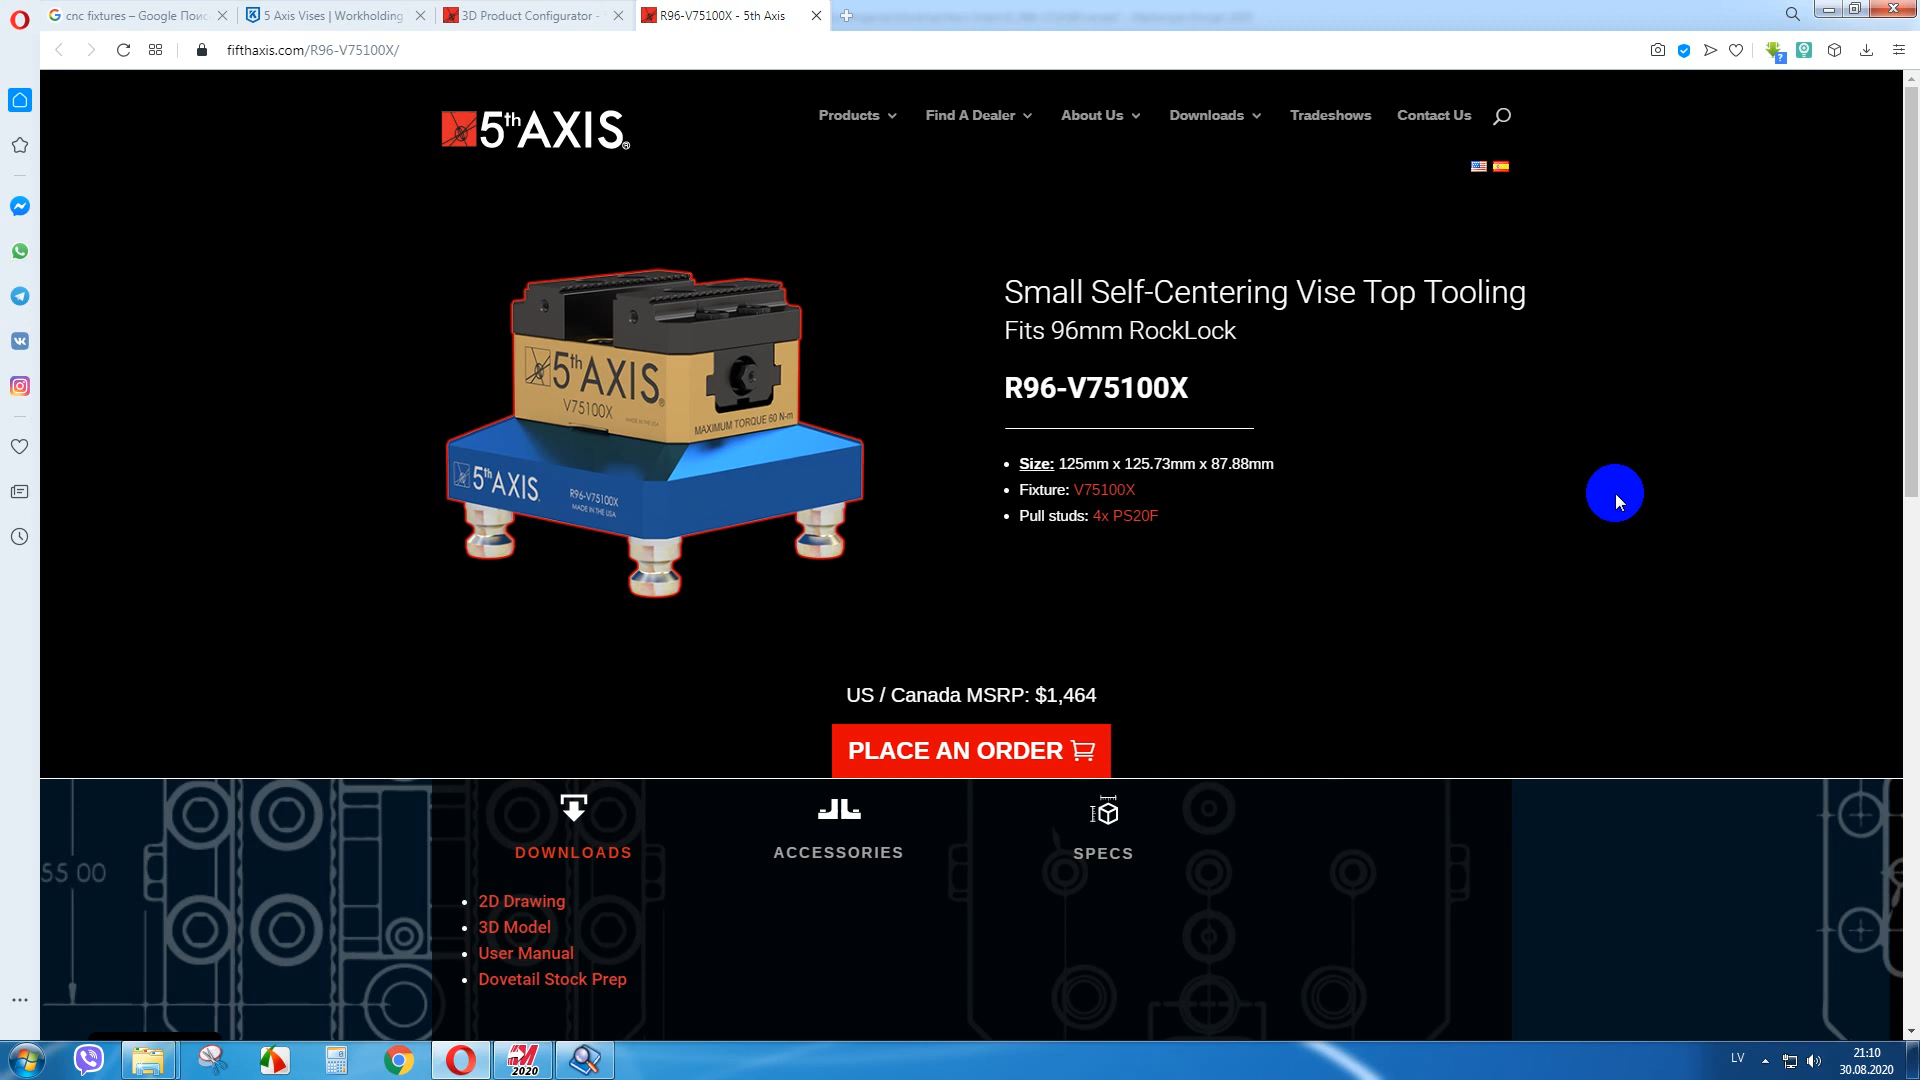 cnc fixtures – Google Поис
5 Axis Vises | Workholding
3D Product Configurator -
R96-V75100X - 5th Axis
fifthaxis.com/R96-V75100X/
5th AXIS®
Products
Find A Dealer
About Us
Downloads
Tradeshows
Contact Us
Small Self-Centering Vise Top Tooling
Fits 96mm RockLock
R96-V75100X
Size: 125mm x 125.73mm x 87.88mm
Fixture: V75100X
Pull studs: 4x PS20F
5th AXIS®
V75100X
MADE IN THE USA
MAXIMUM TORQUE 60 N-m
5th AXIS
R96-V75100X
MADE IN THE USA
US / Canada MSRP: $1,464
PLACE AN ORDER
DOWNLOADS
ACCESSORIES
SPECS
55 00
2D Drawing
3D Model
User Manual
Dovetail Stock Prep
2020
LV
21:10
30.08.2020